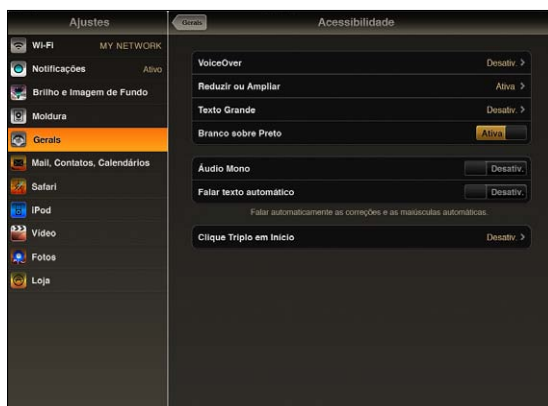 Ajustes
Gerais
Acessibilidade
Wi-Fi MY NETWORK
Notificações Ativo
Brilho e Imagem de Fundo
Moldura
Gerais
Mail, Contatos, Calendários
Safari
iPod
Vídeo
Fotos
Loja
VoiceOver Desativ.
Reduzir ou Ampliar Ativa
Texto Grande Desativ.
Branco sobre Preto Ativa
Áudio Mono Desativ.
Falar texto automático Desativ.
Falar automaticamente as correções e as maiúsculas automáticas.
Clique Triplo em Início Desativ.